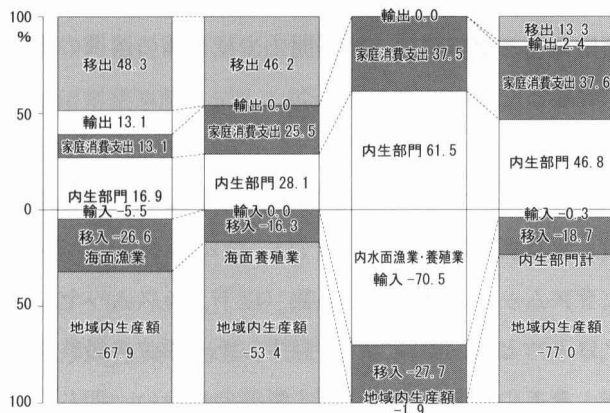 100
%
50
0
50
100
移出 48.3
輸出 13.1
家庭消費支出 13.1
内生部門 16.9
輸入 -5.5
移入 -26.6
海面漁業
地域内生産額
-67.9
移出 46.2
輸出 0.0
家庭消費支出 25.5
内生部門 28.1
輸入 0.0
移入 -16.3
海面養殖業
地域内生産額
-53.4
輸出 0.0
家庭消費支出 37.5
内生部門 61.5
内水面漁業・養殖業
輸入 -70.5
移入 -27.7
地域内生産額
-1.9
移出 13.3
輸出 2.4
家庭消費支出 37.6
内生部門 46.8
輸入 -0.3
移入 -18.7
内生部門計
地域内生産額
-77.0